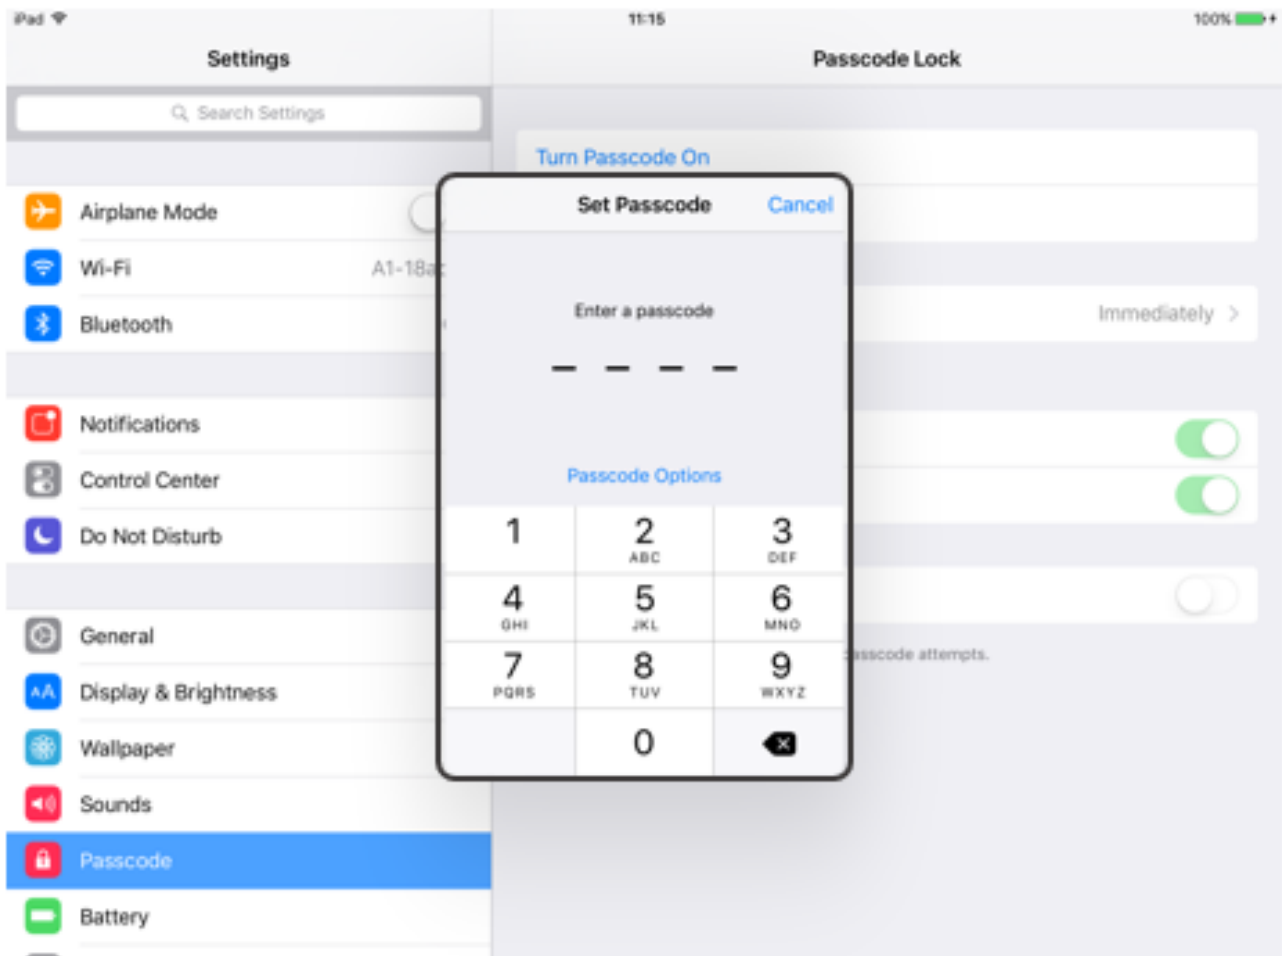 iPad
11:15
100%
Settings
Passcode Lock
Search Settings
Turn Passcode On
Airplane Mode
Wi-Fi
A1-18a
Bluetooth
Notifications
Control Center
Do Not Disturb
General
Display & Brightness
Wallpaper
Sounds
Passcode
Battery
Set Passcode
Cancel
Enter a passcode
Passcode Options
1
2
ABC
3
DEF
4
GHI
5
JKL
6
MNO
7
PQRS
8
TUV
9
WXYZ
0
Immediately
passcode attempts.